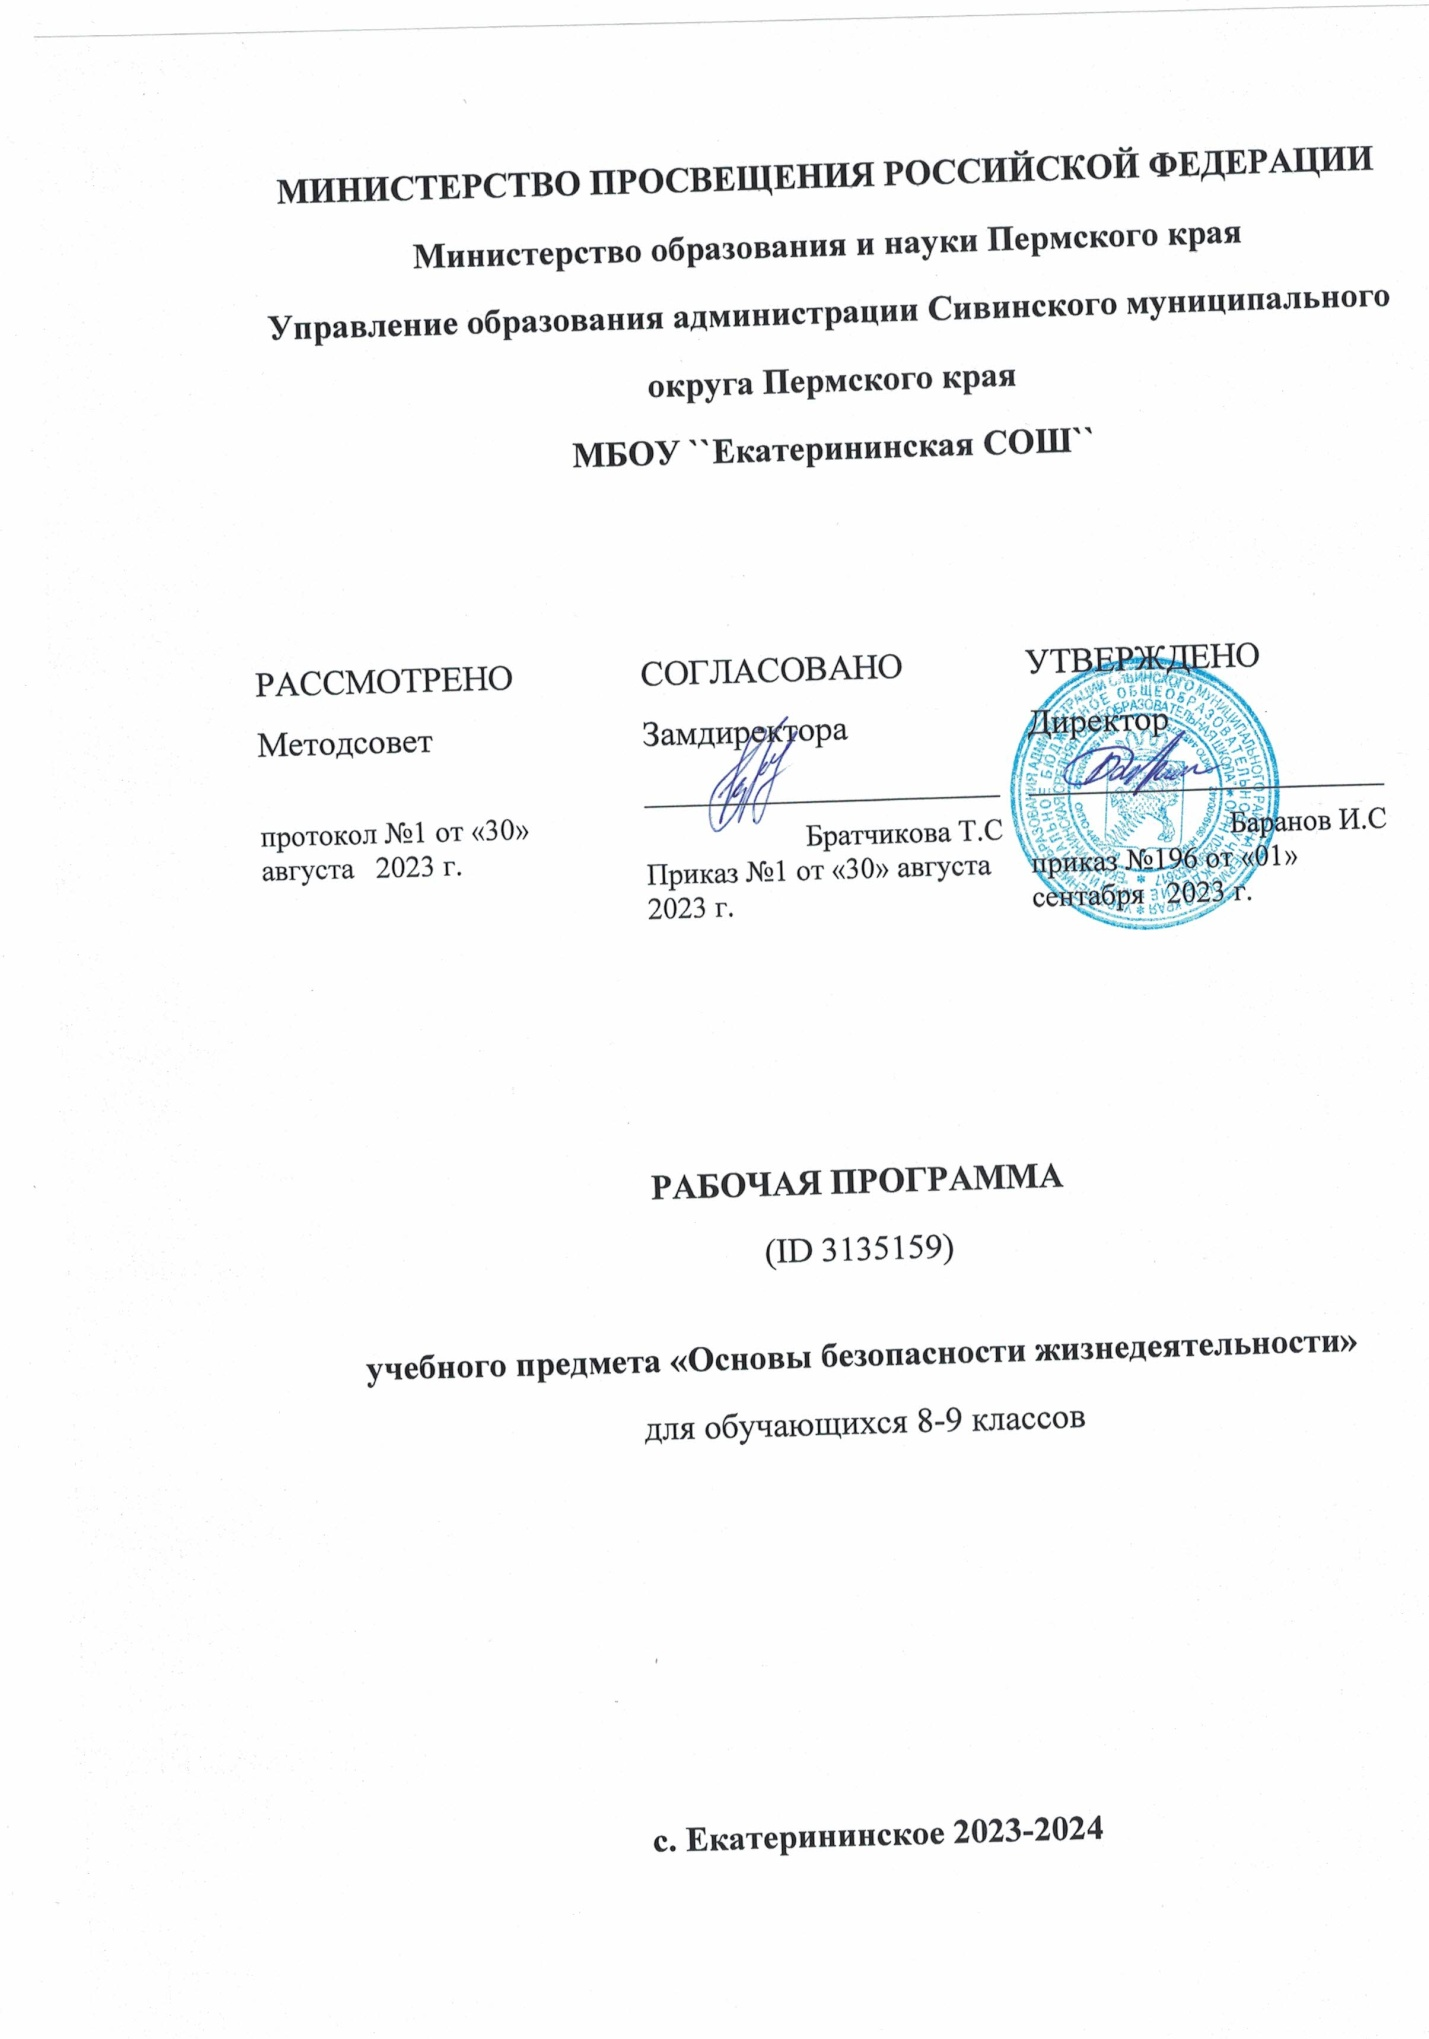 МИНИСТЕРСТВО ПРОСВЕЩЕНИЯ РОССИЙСКОЙ ФЕДЕРАЦИИ
Министерство образования и науки Пермского края
Управление образования администрации Сивинского муниципального
округа Пермского края
МБОУ ``Екатерининская СОШ``
РАССМОТРЕНО
Методсовет
протокол №1 от «30»
августа 2023 г.
СОГЛАСОВАНО
Замдиректора
Братчикова Т.С
Приказ №1 от «30» августа
2023 г.
УТВЕРЖДЕНО
Директор
Баранов И.С
приказ №196 от «01»
сентября 2023 г.
РАБОЧАЯ ПРОГРАММА
(ID 3135159)
учебного предмета «Основы безопасности жизнедеятельности»
для обучающихся 8-9 классов
с. Екатерининское 2023-2024